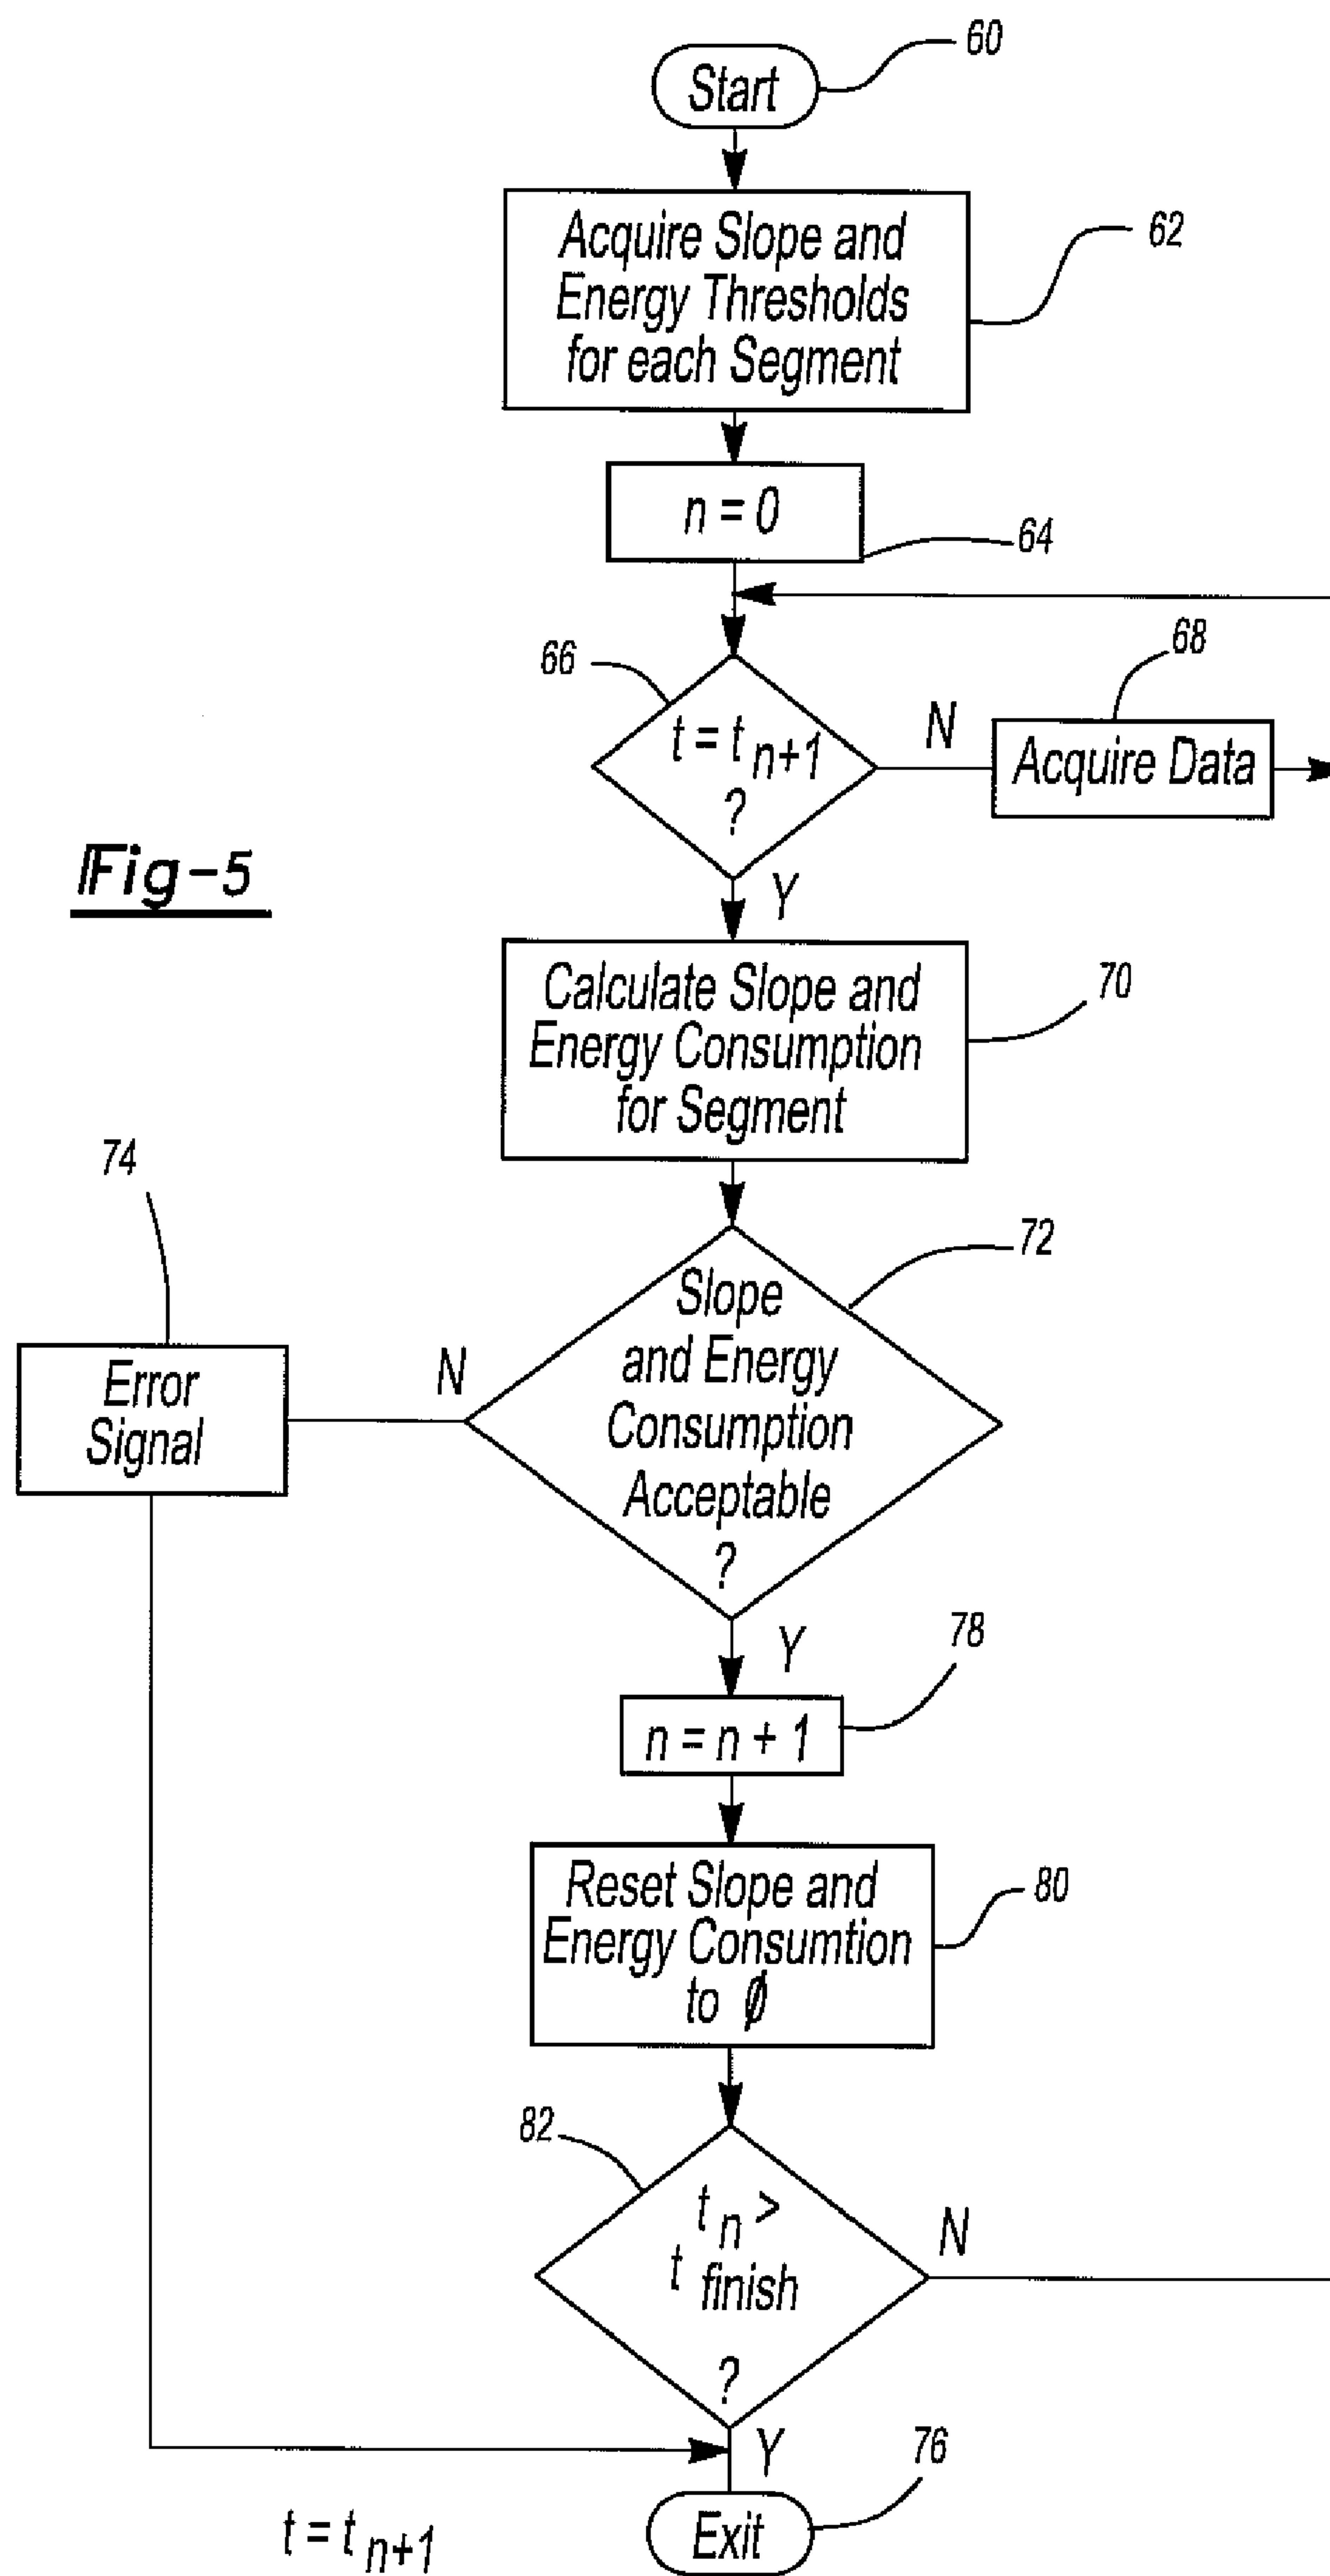 60
Start
Acquire Slope and
Energy Thresholds
for each Segment
62
n = 0
64
66
t = t n+1
?
N
68
Acquire Data
Fig-5
Y
Calculate Slope and
Energy Consumption
for Segment
70
74
72
Slope
and Energy
Consumption
Acceptable
?
N
Error
Signal
Y
78
n = n + 1
Reset Slope and
Energy Consumtion
to ∅
80
82
t n >
t finish
?
N
Y
76
Exit
t = t n+1